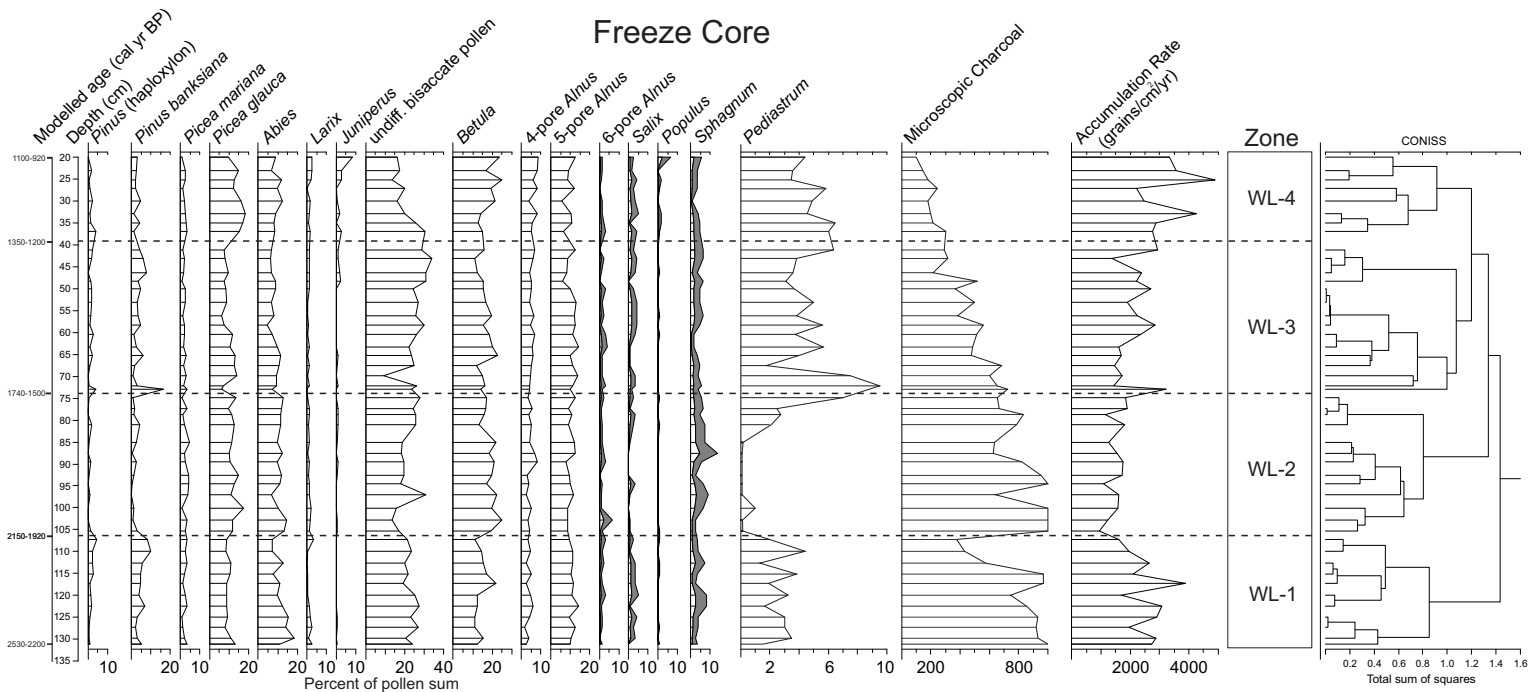 Freeze Core
Modelled age (cal yr BP)
Depth (cm)
Pinus (haploxylon)
Pinus banksiana
Picea mariana
Picea glauca
Abies
Larix
Juniperus
undiff. bisaccate pollen
Betula
4-pore Alnus
5-pore Alnus
6-pore Alnus
Salix
Populus
Sphagnum
Pediastrum
Microscopic Charcoal
Accumulation Rate
(grains/cm²/yr)
Zone
CONISS
1100-920
1350-1200
1740-1500
2150-1920
2530-2200
20
25
30
35
40
45
50
55
60
65
70
75
80
85
90
95
100
105
110
115
120
125
130
135
WL-4
WL-3
WL-2
WL-1
10 20 10 20 20 10 10 20 40 20 10 20 10 10 10 10 2 6 10 200 800 2000 4000
0.2 0.4 0.6 0.8 1.0 1.2 1.4 1.6
Percent of pollen sum
Total sum of squares